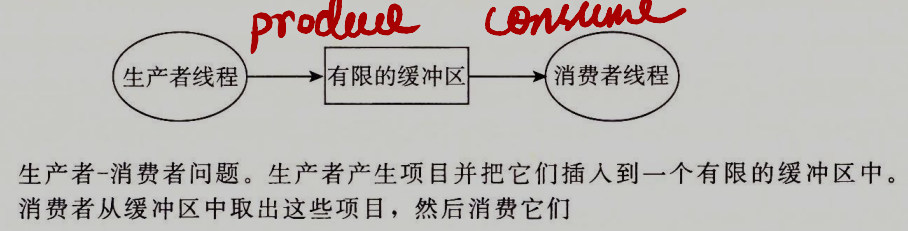 produce consume
生产者线程 有限的缓冲区 消费者线程
生产者-消费者问题。生产者产生项目并把它们插入到一个有限的缓冲区中。
消费者从缓冲区中取出这些项目，然后消费它们